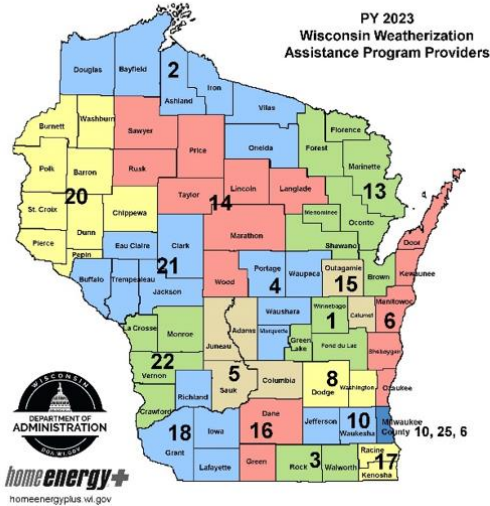 PY 2023
Wisconsin Weatherization
Assistance Program Providers
Douglas
Bayfield
2
Ashland
Iron
Vilas
Burnett
Washburn
Sawyer
Price
Oneida
Forest
Florence
Marinette
Polk
Barron
Rusk
Taylor
Lincoln
Langlade
13
20
14
Menominee
Oconto
St. Croix
Dunn
Chippewa
Marathon
Shawano
Door
Pierce
Pepin
Eau Claire
Clark
21
Wood
Portage
4
Waupaca
Outagamie
15
Brown
Kewaunee
Buffalo
Trempealeau
Jackson
Waushara
Winnebago
1
Calumet
Manitowoc
6
La Crosse
Monroe
Juneau
Adams
Marquette
Green
Lake
Fond du Lac
Sheboygan
22
Vernon
5
Sauk
Columbia
8
Dodge
Washington
Ozaukee
Crawford
Richland
18
Grant
Iowa
Lafayette
Dane
16
Green
Jefferson
10
Waukesha
Milwaukee
County 10, 25, 6
Rock
3
Walworth
Racine
17
Kenosha
WISCONSIN
DEPARTMENT OF
ADMINISTRATION
DOA.WI.GOV
homeenergy+
homeenergyplus.wi.gov